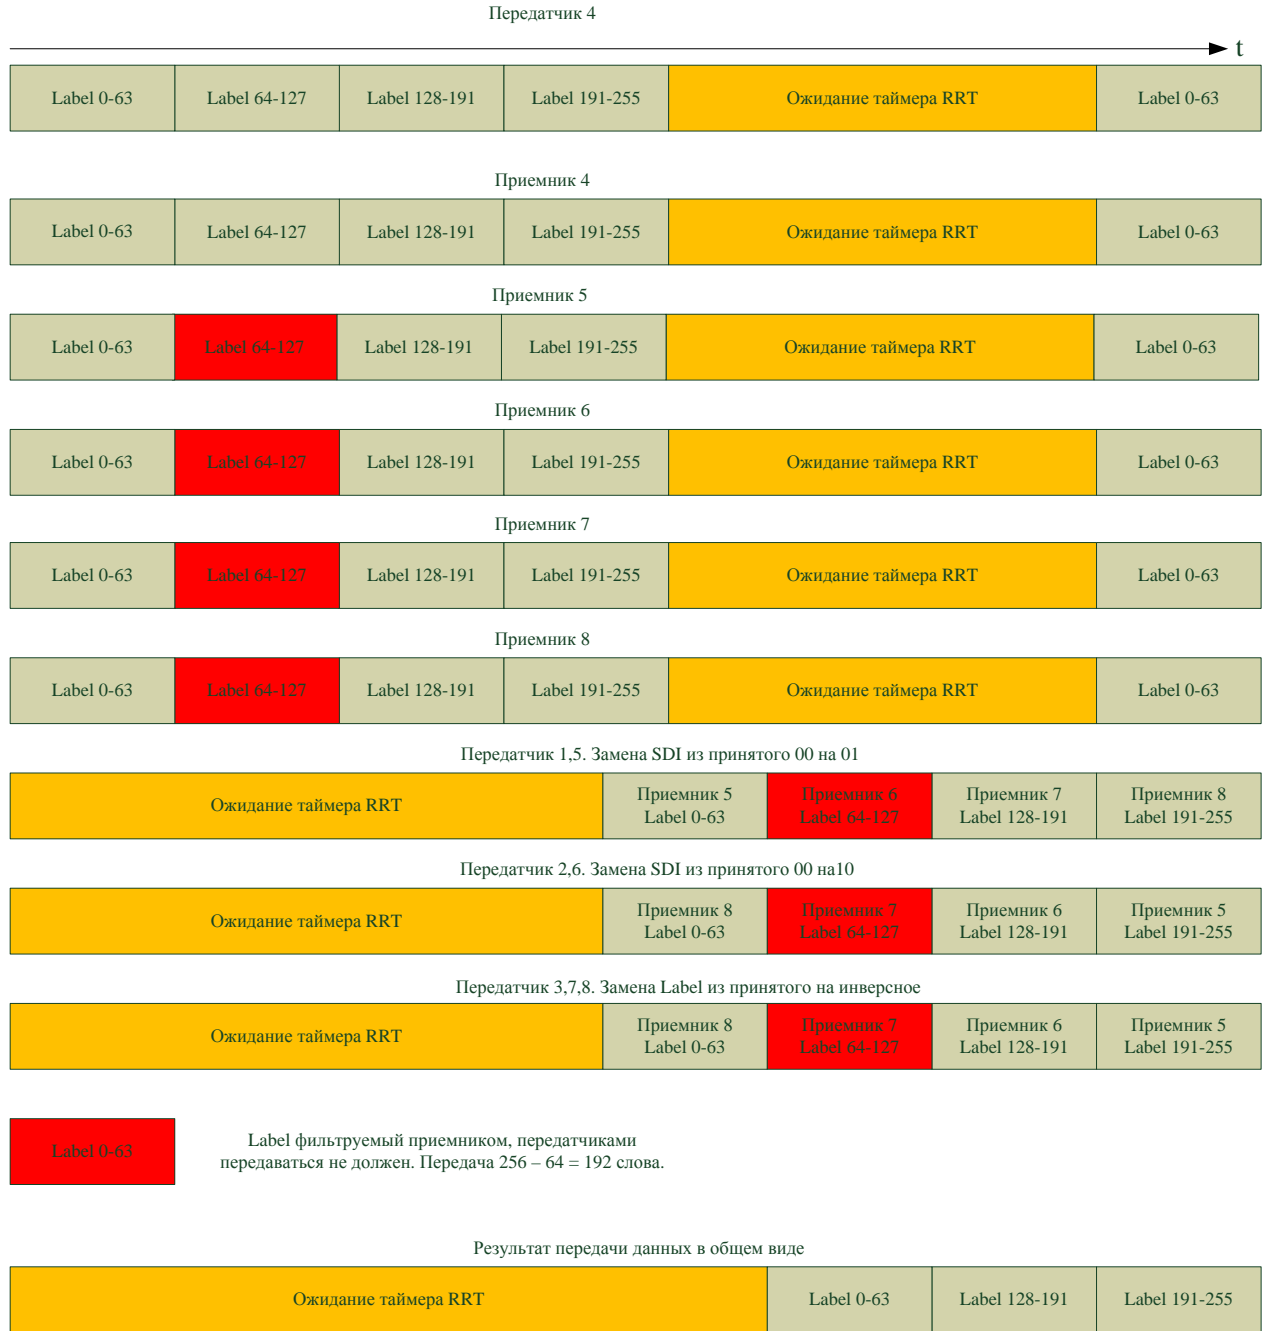 Передатчик 4
t
Label 0-63
Label 64-127
Label 128-191
Label 191-255
Ожидание таймера RRT
Label 0-63
Приемник 4
Label 0-63
Label 64-127
Label 128-191
Label 191-255
Ожидание таймера RRT
Label 0-63
Приемник 5
Label 0-63
Label 64-127
Label 128-191
Label 191-255
Ожидание таймера RRT
Label 0-63
Приемник 6
Label 0-63
Label 64-127
Label 128-191
Label 191-255
Ожидание таймера RRT
Label 0-63
Приемник 7
Label 0-63
Label 64-127
Label 128-191
Label 191-255
Ожидание таймера RRT
Label 0-63
Приемник 8
Label 0-63
Label 64-127
Label 128-191
Label 191-255
Ожидание таймера RRT
Label 0-63
Передатчик 1,5. Замена SDI из принятого 00 на 01
Ожидание таймера RRT
Приемник 5
Label 0-63
Приемник 6
Label 64-127
Приемник 7
Label 128-191
Приемник 8
Label 191-255
Передатчик 2,6. Замена SDI из принятого 00 на10
Ожидание таймера RRT
Приемник 8
Label 0-63
Приемник 7
Label 64-127
Приемник 6
Label 128-191
Приемник 5
Label 191-255
Передатчик 3,7,8. Замена Label из принятого на инверсное
Ожидание таймера RRT
Приемник 8
Label 0-63
Приемник 7
Label 64-127
Приемник 6
Label 128-191
Приемник 5
Label 191-255
Label 0-63
Label фильтруемый приемником, передатчиками
передаваться не должен. Передача 256 – 64 = 192 слова.
Результат передачи данных в общем виде
Ожидание таймера RRT
Label 0-63
Label 128-191
Label 191-255